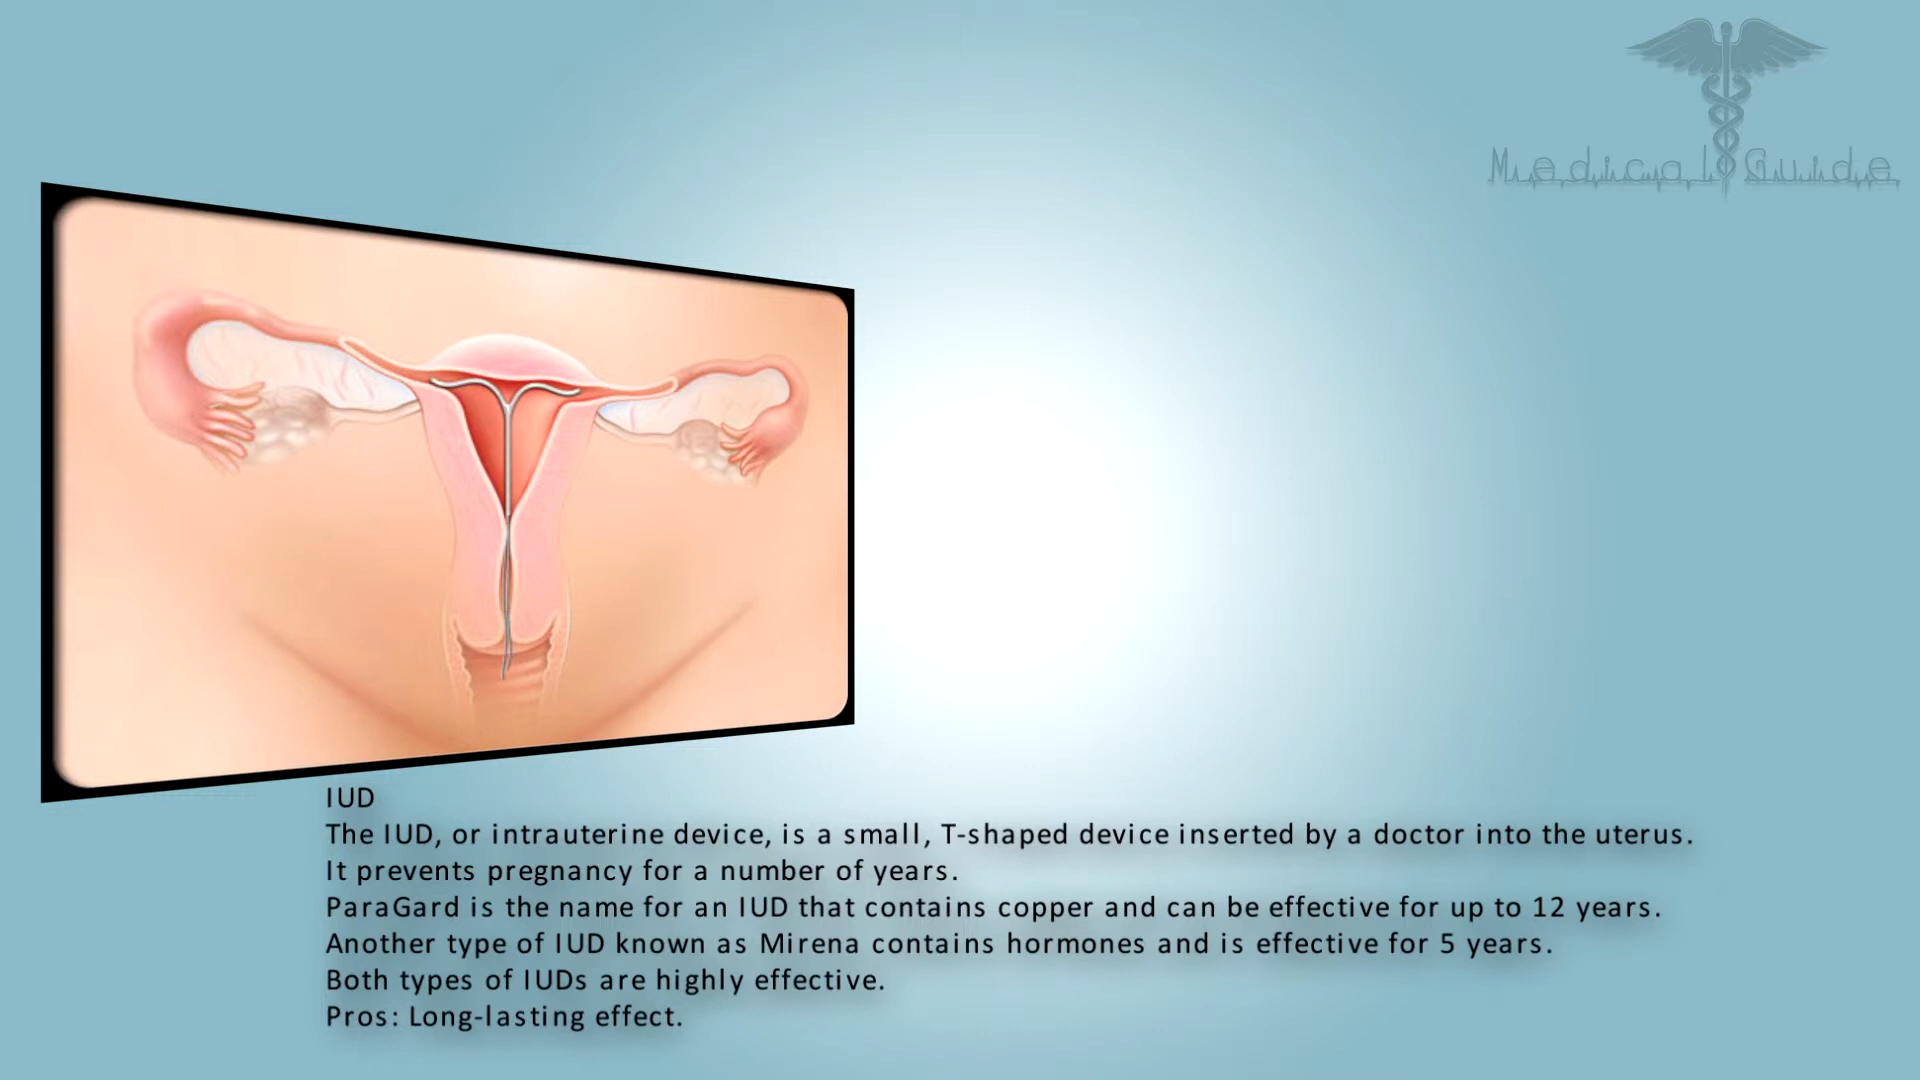 Medical Guide
IUD
The IUD, or intrauterine device, is a small, T-shaped device inserted by a doctor into the uterus.
It prevents pregnancy for a number of years.
ParaGard is the name for an IUD that contains copper and can be effective for up to 12 years.
Another type of IUD known as Mirena contains hormones and is effective for 5 years.
Both types of IUDs are highly effective.
Pros: Long-lasting effect.